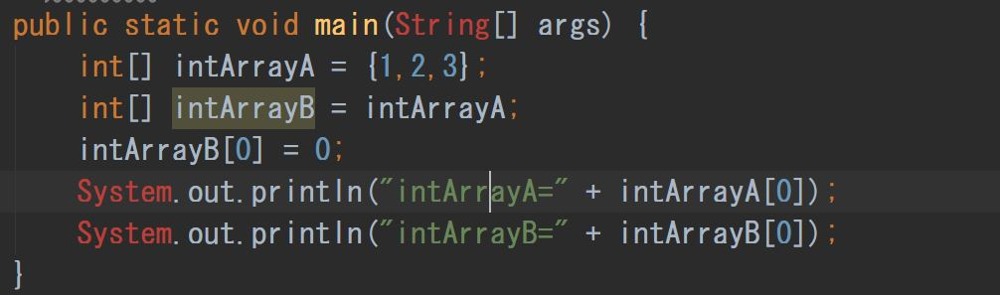 public static void main(String[] args) {
int[] intArrayA = {1,2,3};
int[] intArrayB = intArrayA;
intArrayB[0] = 0;
System.out.println("intArrayA=" + intArrayA[0]);
System.out.println("intArrayB=" + intArrayB[0]);
}